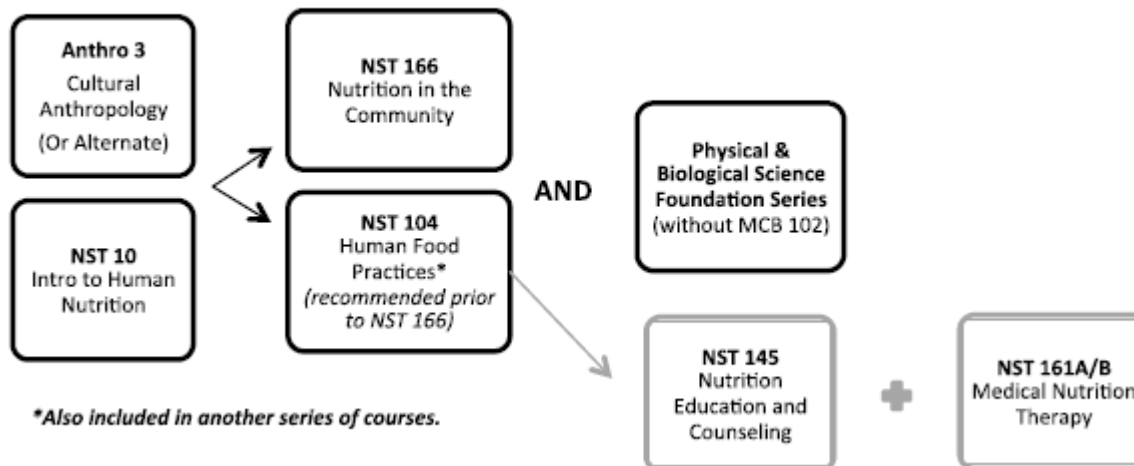 Anthro 3
Cultural
Anthropology
(Or Alternate)
NST 10
Intro to Human
Nutrition
NST 166
Nutrition in the
Community
NST 104
Human Food
Practices*
(recommended prior
to NST 166)
AND
Physical &
Biological Science
Foundation Series
(without MCB 102)
NST 145
Nutrition
Education and
Counseling
NST 161A/B
Medical Nutrition
Therapy
*Also included in another series of courses.